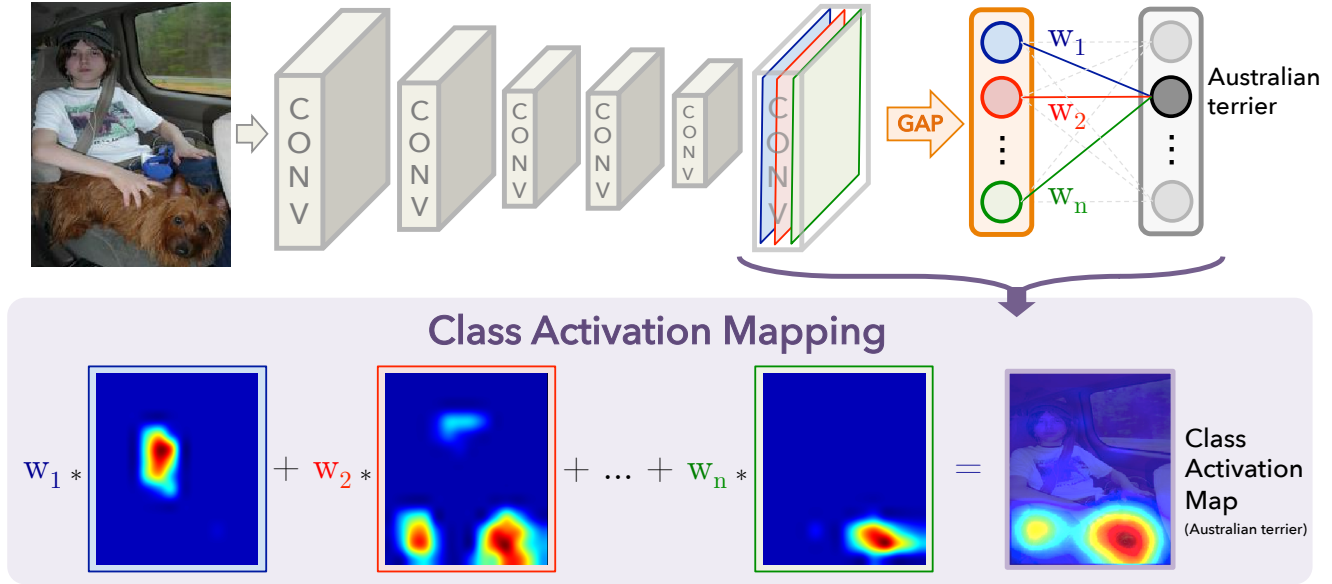 CONV
CONV
CONV
CONV
CONV
CONV
GAP
w1
w2
wn
...
Australian
terrier
Class Activation Mapping
w1 * + w2 * + ... + wn * =
Class
Activation
Map
(Australian terrier)